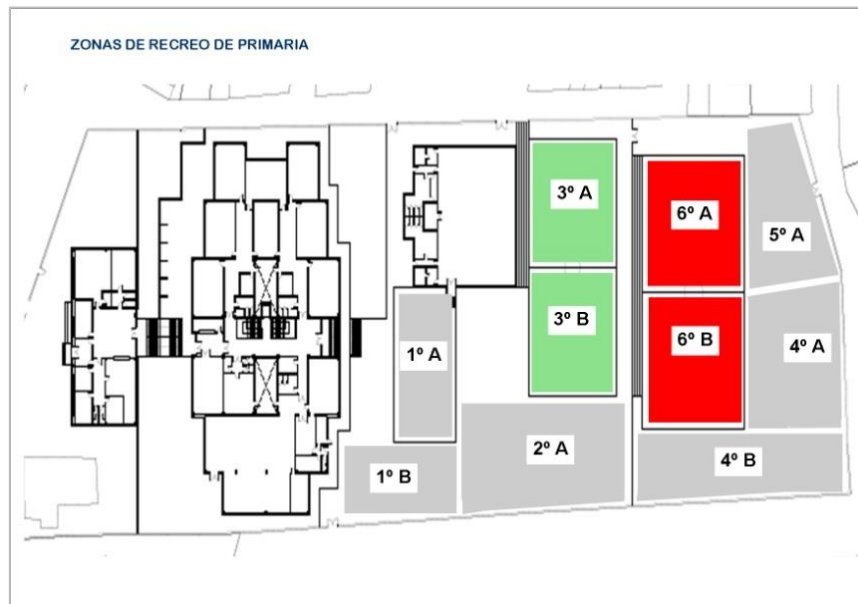 ZONAS DE RECREO DE PRIMARIA
3º A
6º A
5º A
3º B
6º B
1º A
4º A
2º A
4º B
1º B